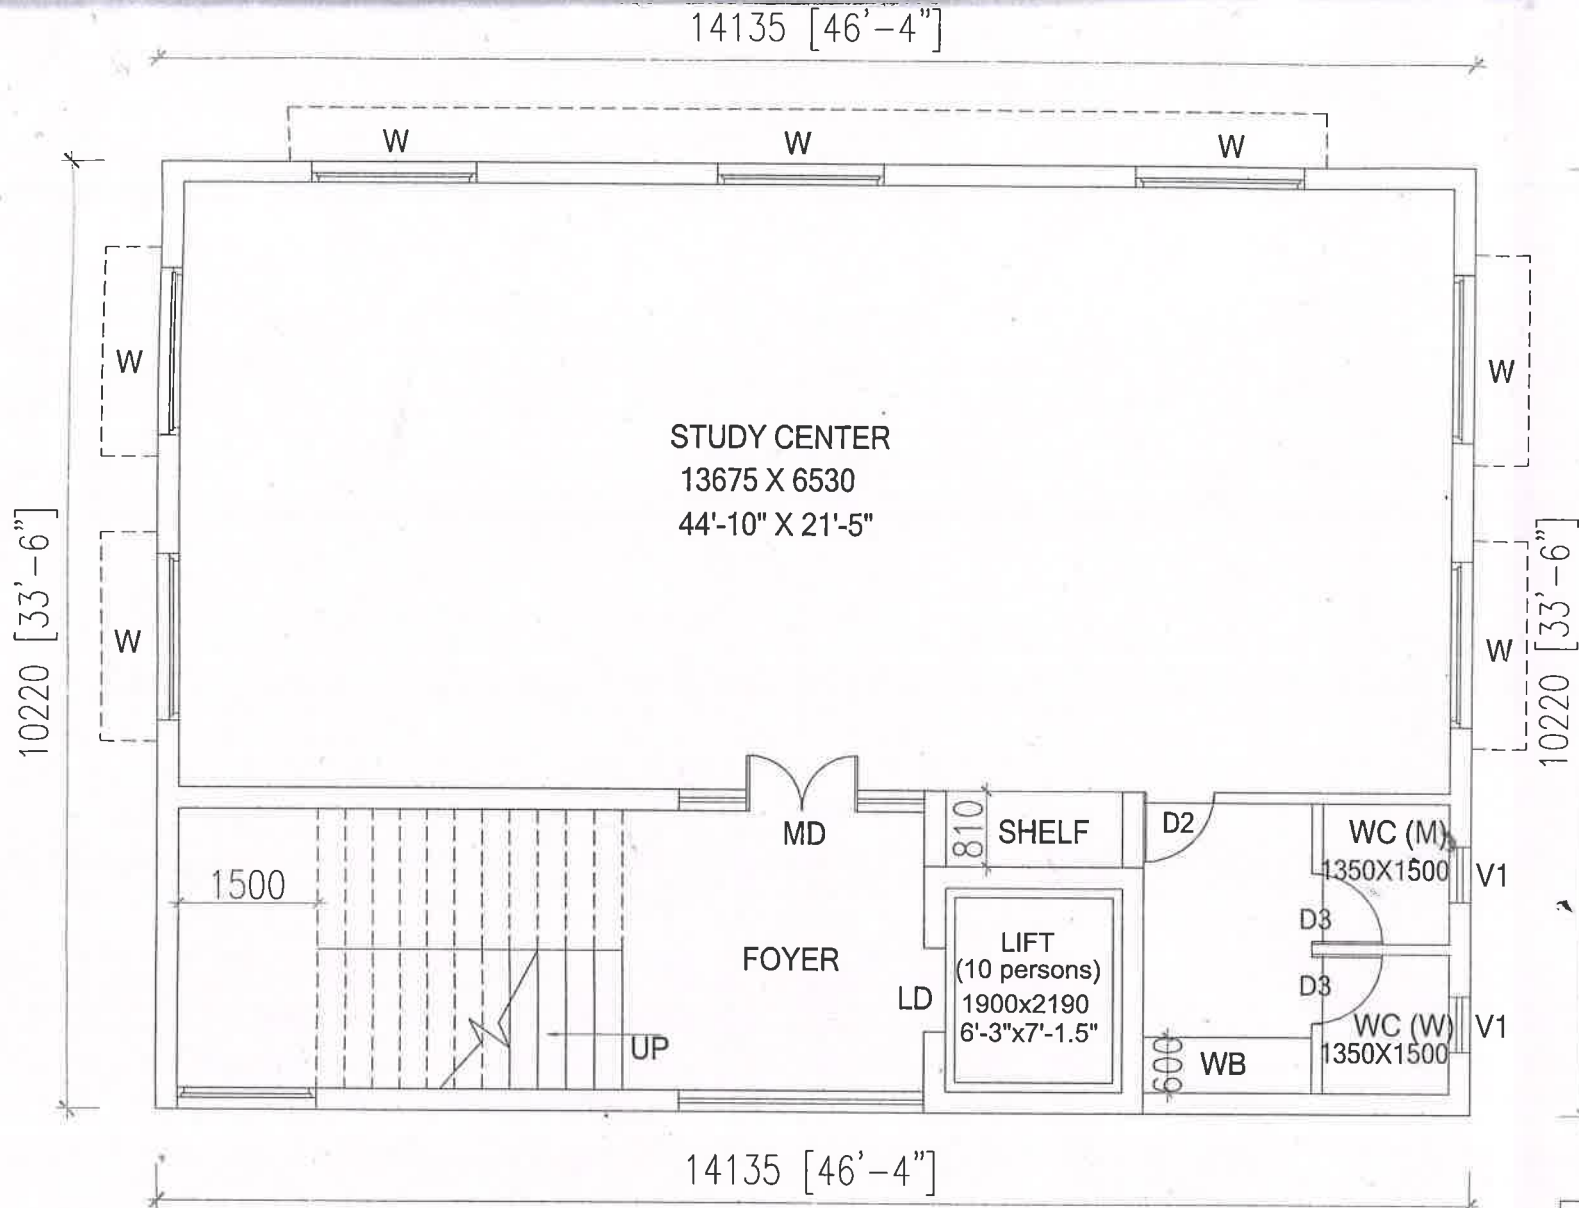 14135 [46'-4"]
W
W
W
W
W
STUDY CENTER
13675 X 6530
44'-10" X 21'-5"
10220 [33'-6"]
10220 [33'-6"]
W
W
MD
810
SHELF
D2
WC (M)
1350X1500
V1
1500
D3
FOYER
LIFT
(10 persons)
1900x2190
6'-3"x7'-1.5"
LD
D3
WC (W)
1350X1500
V1
UP
600
WB
14135 [46'-4"]